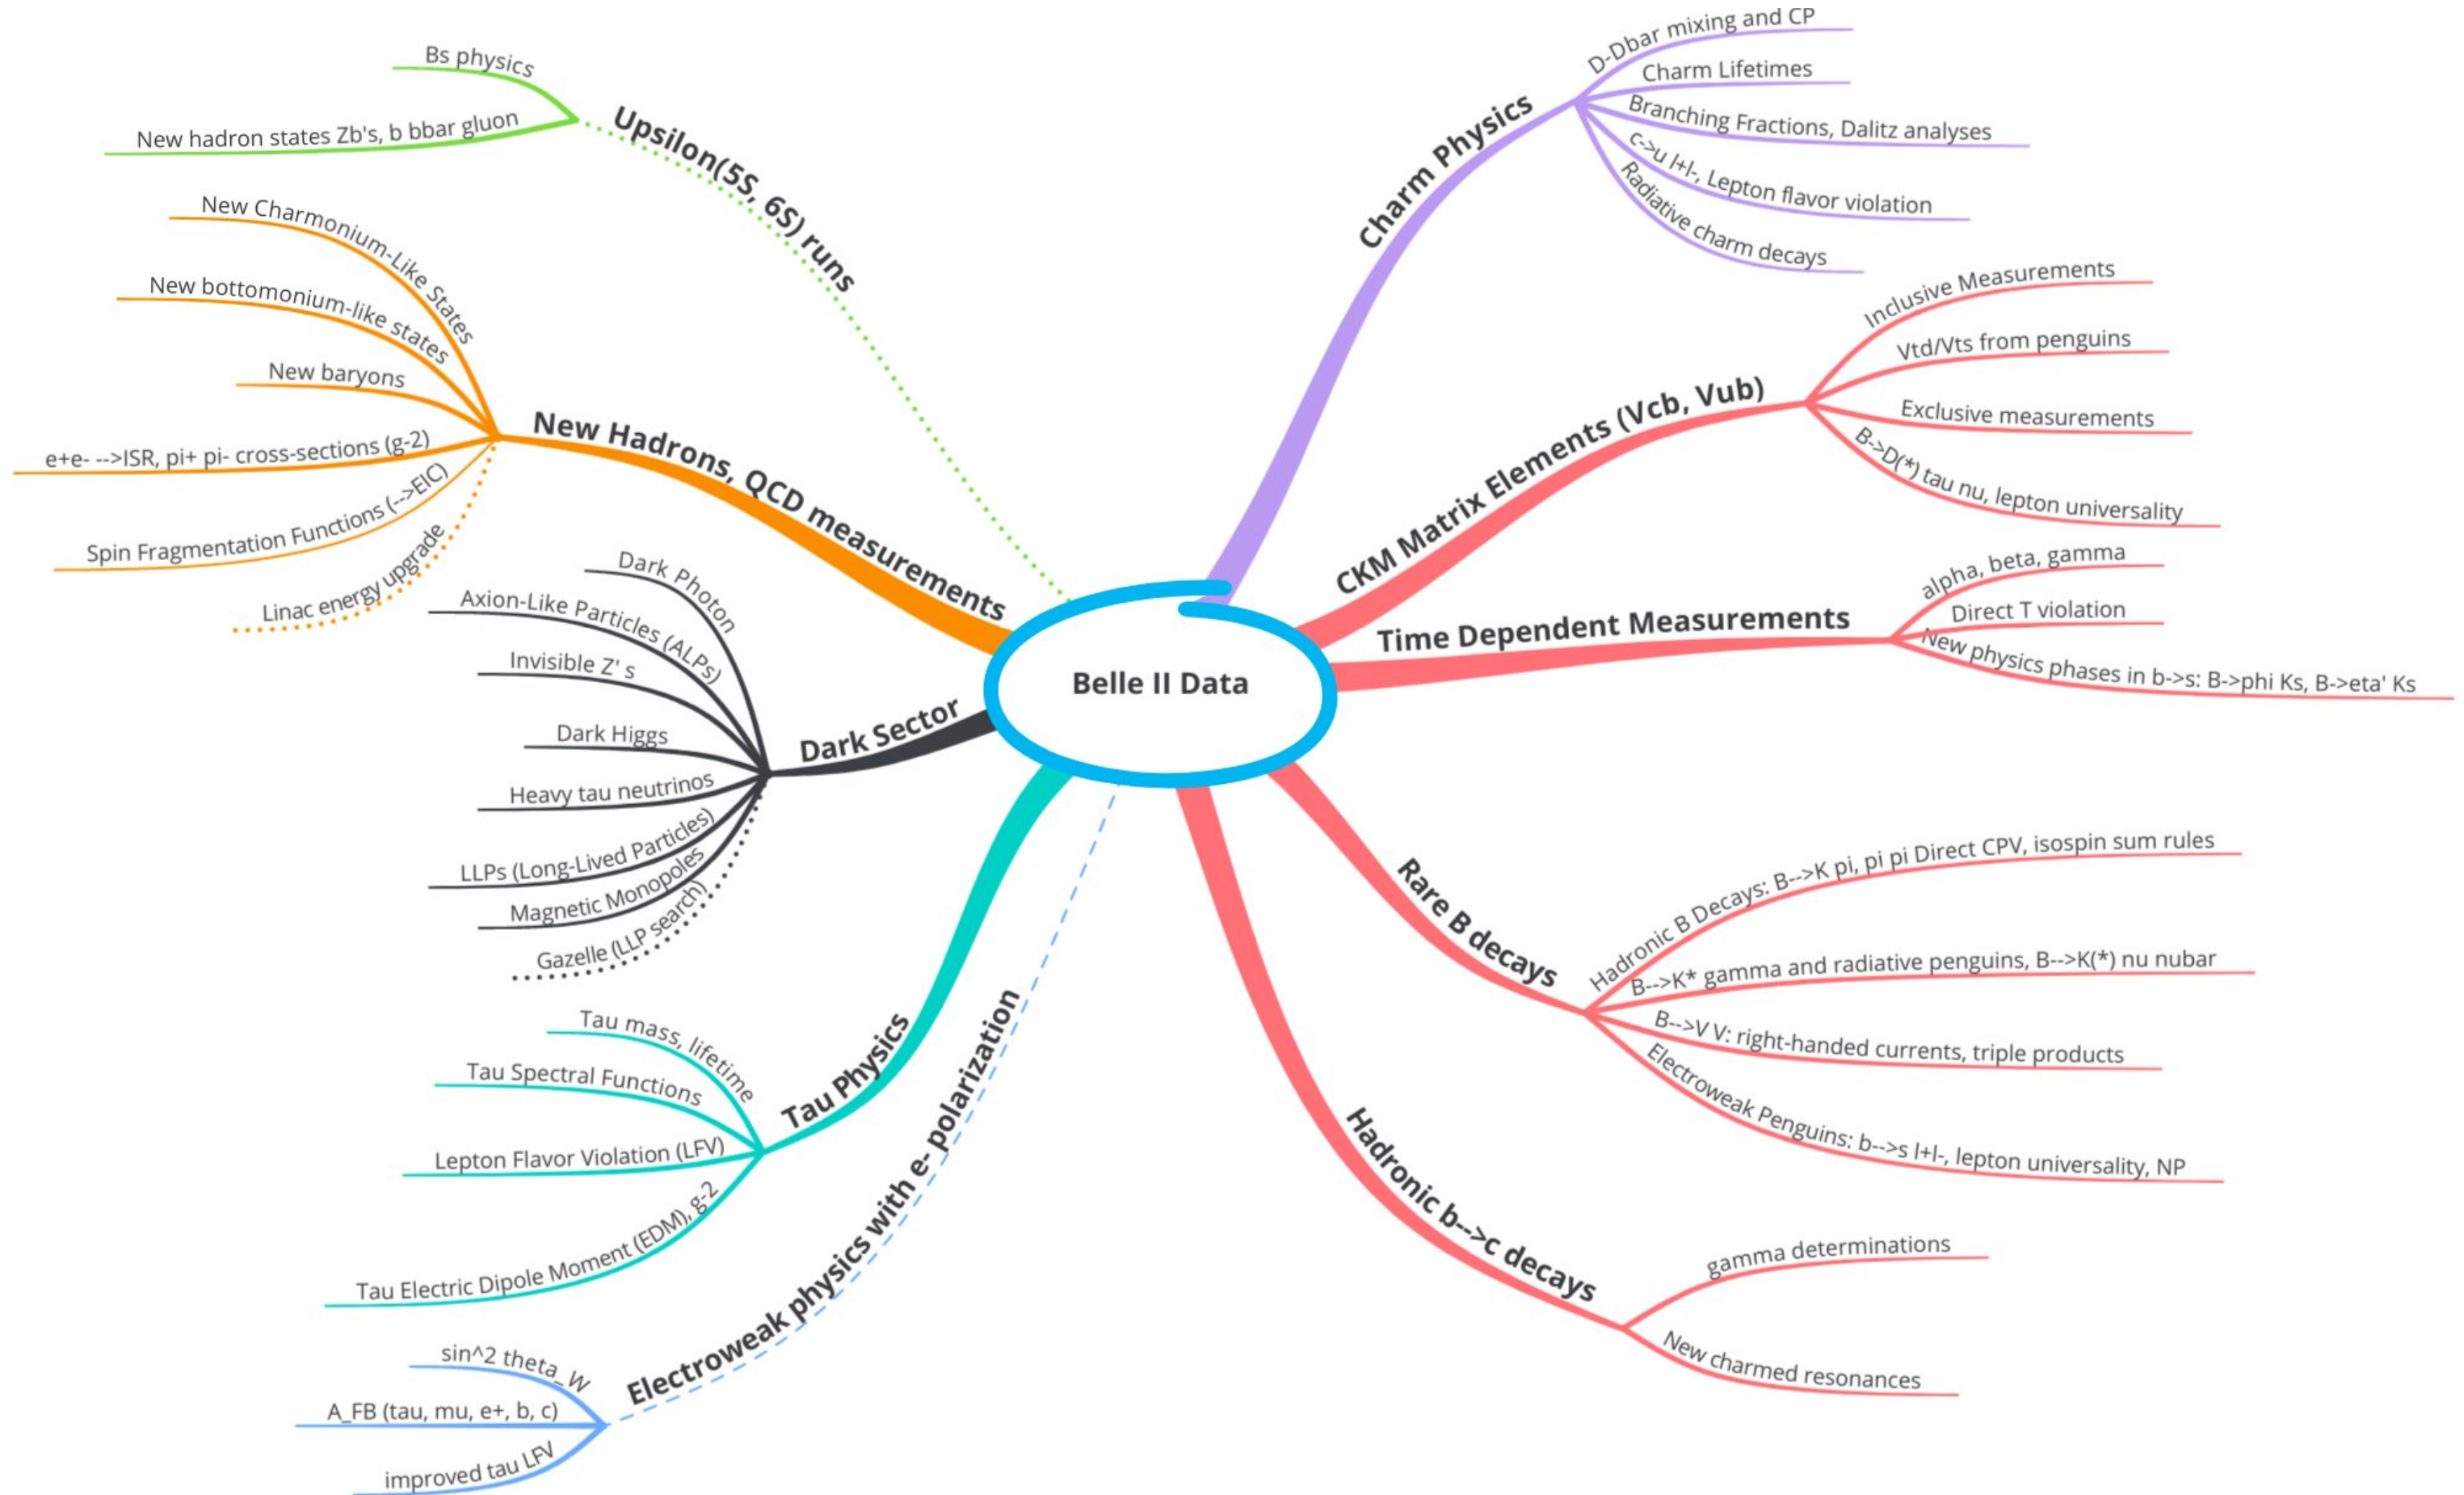 Belle II Data
Upsilon(5S, 6S) runs
Bs physics
New hadron states Zb's, b bbar gluon
New Hadrons, QCD measurements
New Charmonium-Like States
New bottomonium-like states
New baryons
e+e- -->ISR, pi+ pi- cross-sections (g-2)
Spin Fragmentation Functions (-->EIC)
Linac energy upgrade
Dark Sector
Dark Photon
Axion-Like Particles (ALPs)
Invisible Z' s
Dark Higgs
Heavy tau neutrinos
LLPs (Long-Lived Particles)
Magnetic Monopoles
Gazelle (LLP search)
Tau Physics
Tau mass, lifetime
Tau Spectral Functions
Lepton Flavor Violation (LFV)
Tau Electric Dipole Moment (EDM), g-2
Electroweak physics with e- polarization
sin^2 theta_W
A_FB (tau, mu, e+, b, c)
improved tau LFV
Charm Physics
D-Dbar mixing and CP
Charm Lifetimes
Branching Fractions, Dalitz analyses
c->u l+l-, Lepton flavor violation
Radiative charm decays
CKM Matrix Elements (Vcb, Vub)
Inclusive Measurements
Vtd/Vts from penguins
Exclusive measurements
B->D(*) tau nu, lepton universality
Time Dependent Measurements
alpha, beta, gamma
Direct T violation
New physics phases in b->s: B->phi Ks, B->eta' Ks
Rare B decays
Hadronic B Decays: B-->K pi, pi pi Direct CPV, isospin sum rules
B-->K* gamma and radiative penguins, B-->K(*) nu nubar
B-->V V: right-handed currents, triple products
Electroweak Penguins: b-->s l+l-, lepton universality, NP
Hadronic b-->c decays
gamma determinations
New charmed resonances